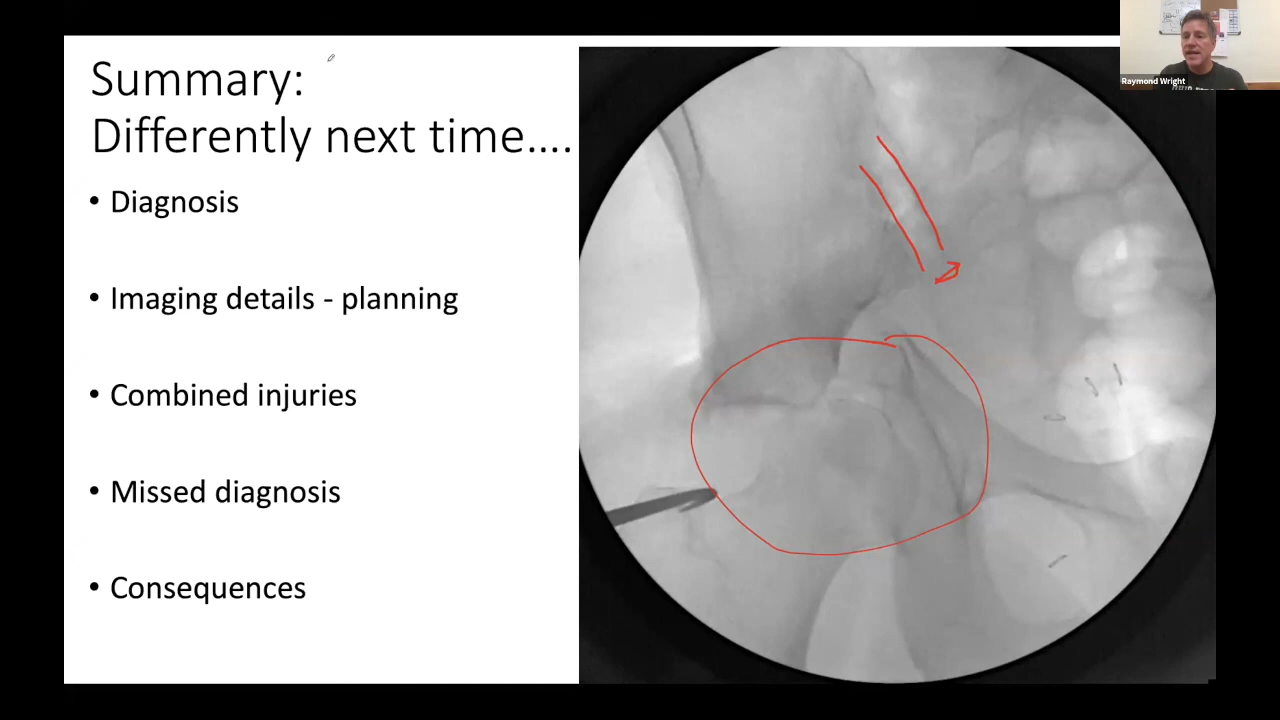 Summary:
Differently next time....
• Diagnosis
• Imaging details - planning
• Combined injuries
• Missed diagnosis
• Consequences
Raymond Wright